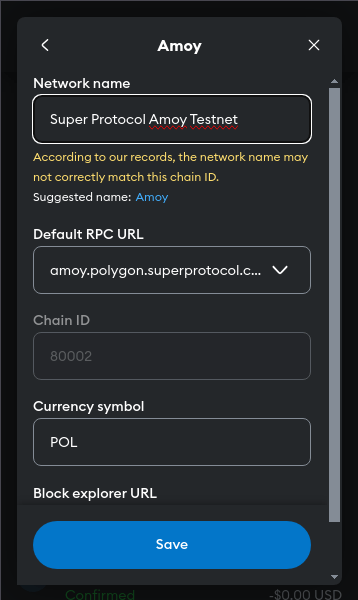 Amoy
Network name
Super Protocol Amoy Testnet
According to our records, the network name may
not correctly match this chain ID.
Suggested name: Amoy
Default RPC URL
amoy.polygon.superprotocol.c...
Chain ID
80002
Currency symbol
POL
Block explorer URL
Save
Confirmed
-$0.00 USD